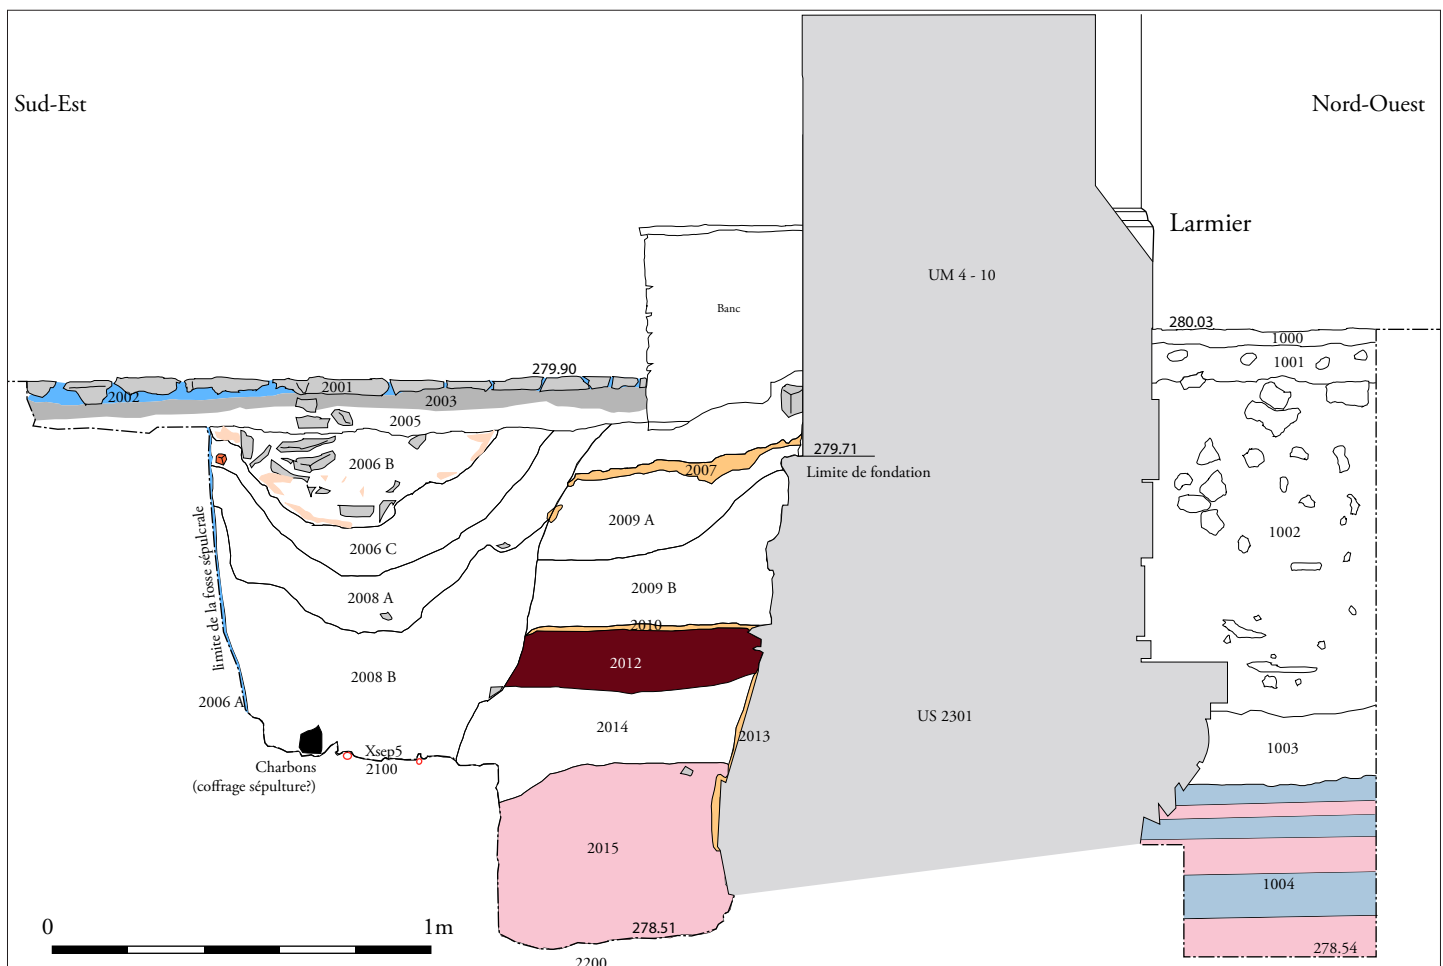 Sud-Est
Nord-Ouest
Larmier
UM 4 - 10
Banc
280.03
1000
1001
279.90
2001
2002
2003
2005
279.71
Limite de fondation
2006 B
2007
2009 A
1002
2006 C
limite de la fosse sépulcrale
2009 B
2008 A
2010
2012
2008 B
2006 A
US 2301
2014
2013
1003
Xsep5
2100
Charbons
(coffrage sépulture?)
2015
1004
0
1m
278.51
278.54
2200